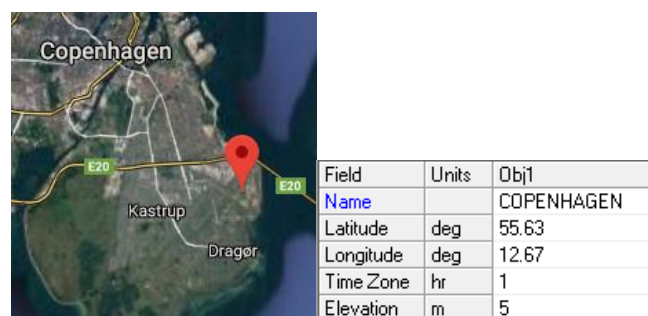 Copenhagen
E20
E20
Kastrup
Dragør
Field Units Obj1
Name COPENHAGEN
Latitude deg 55.63
Longitude deg 12.67
Time Zone hr 1
Elevation m 5